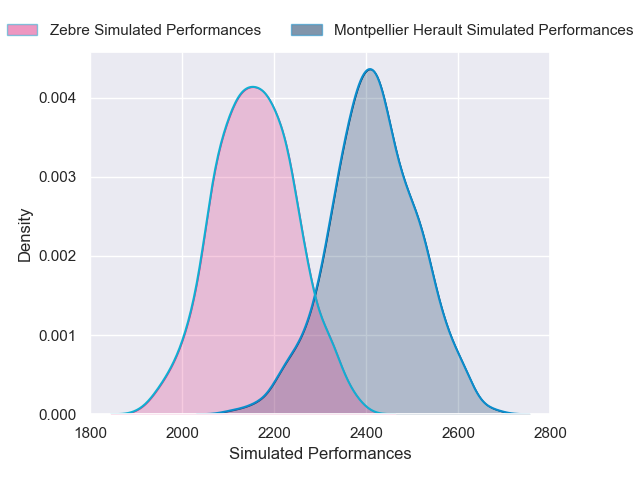 Zebre Simulated Performances
Montpellier Herault Simulated Performances
0.004
0.003
0.002
0.001
0.000
Density
1800
2000
2200
2400
2600
2800
Simulated Performances